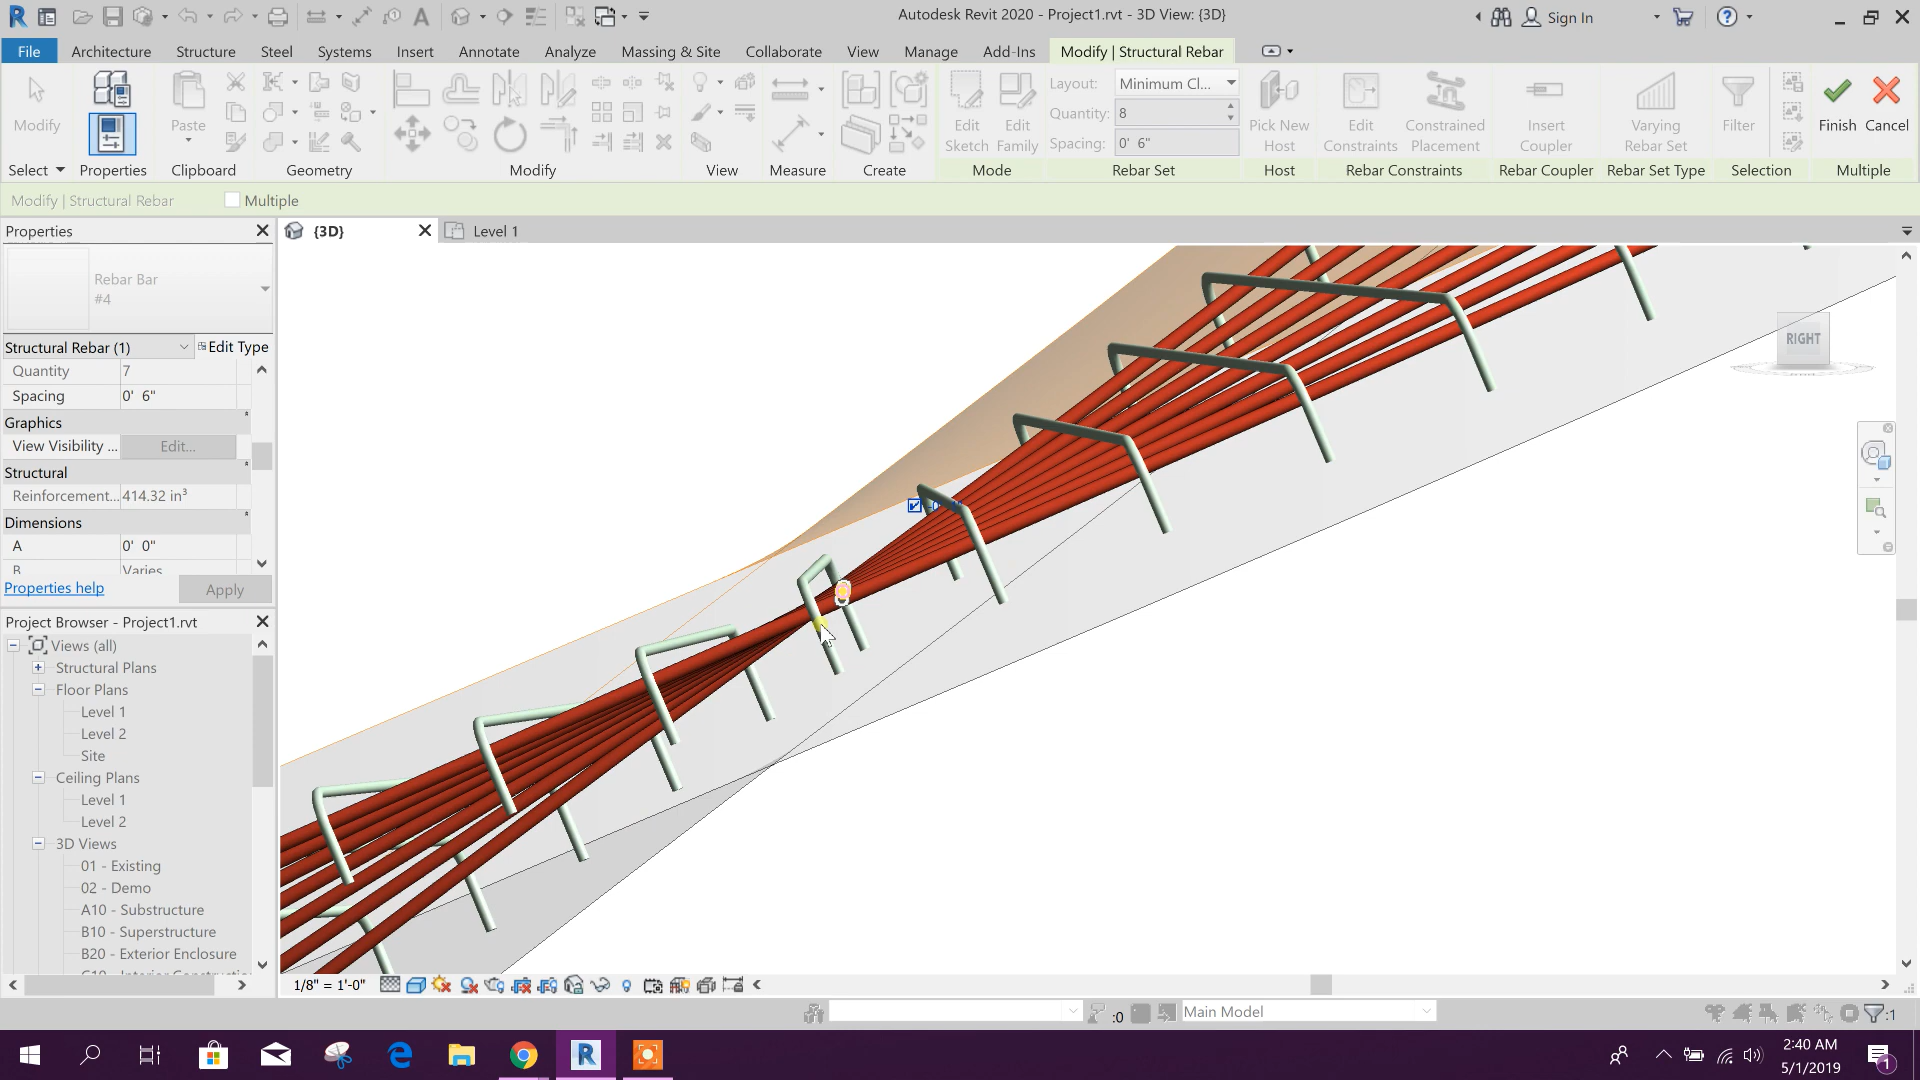 Autodesk Revit 2020 - Project1.rvt - 3D View: {3D}
Sign In
File Architecture Structure Steel Systems Insert Annotate Analyze Massing & Site Collaborate View Manage Add-Ins Modify | Structural Rebar
Modify
Paste
Edit Sketch
Edit Family
Layout: Minimum Cl...
Quantity: 8
Spacing: 0' 6"
Pick New Host
Edit Constraints
Constrained Placement
Insert Coupler
Varying Rebar Set
Filter
Finish
Cancel
Select Properties Clipboard Geometry Modify View Measure Create Mode Rebar Set Host Rebar Constraints Rebar Coupler Rebar Set Type Selection Multiple
Modify | Structural Rebar Multiple
Properties
{3D}
Level 1
Rebar Bar
#4
Structural Rebar (1) Edit Type
Quantity 7
Spacing 0' 6"
Graphics
View Visibility ... Edit...
Structural
Reinforcement... 414.32 in³
Dimensions
A 0' 0"
B Varies
Properties help Apply
RIGHT
Project Browser - Project1.rvt
Views (all)
Structural Plans
Floor Plans
Level 1
Level 2
Site
Ceiling Plans
Level 1
Level 2
3D Views
01 - Existing
02 - Demo
A10 - Substructure
B10 - Superstructure
B20 - Exterior Enclosure
C10 - Interior Constructio
1/8" = 1'-0"
:0
Main Model
:1
2:40 AM
5/1/2019
1